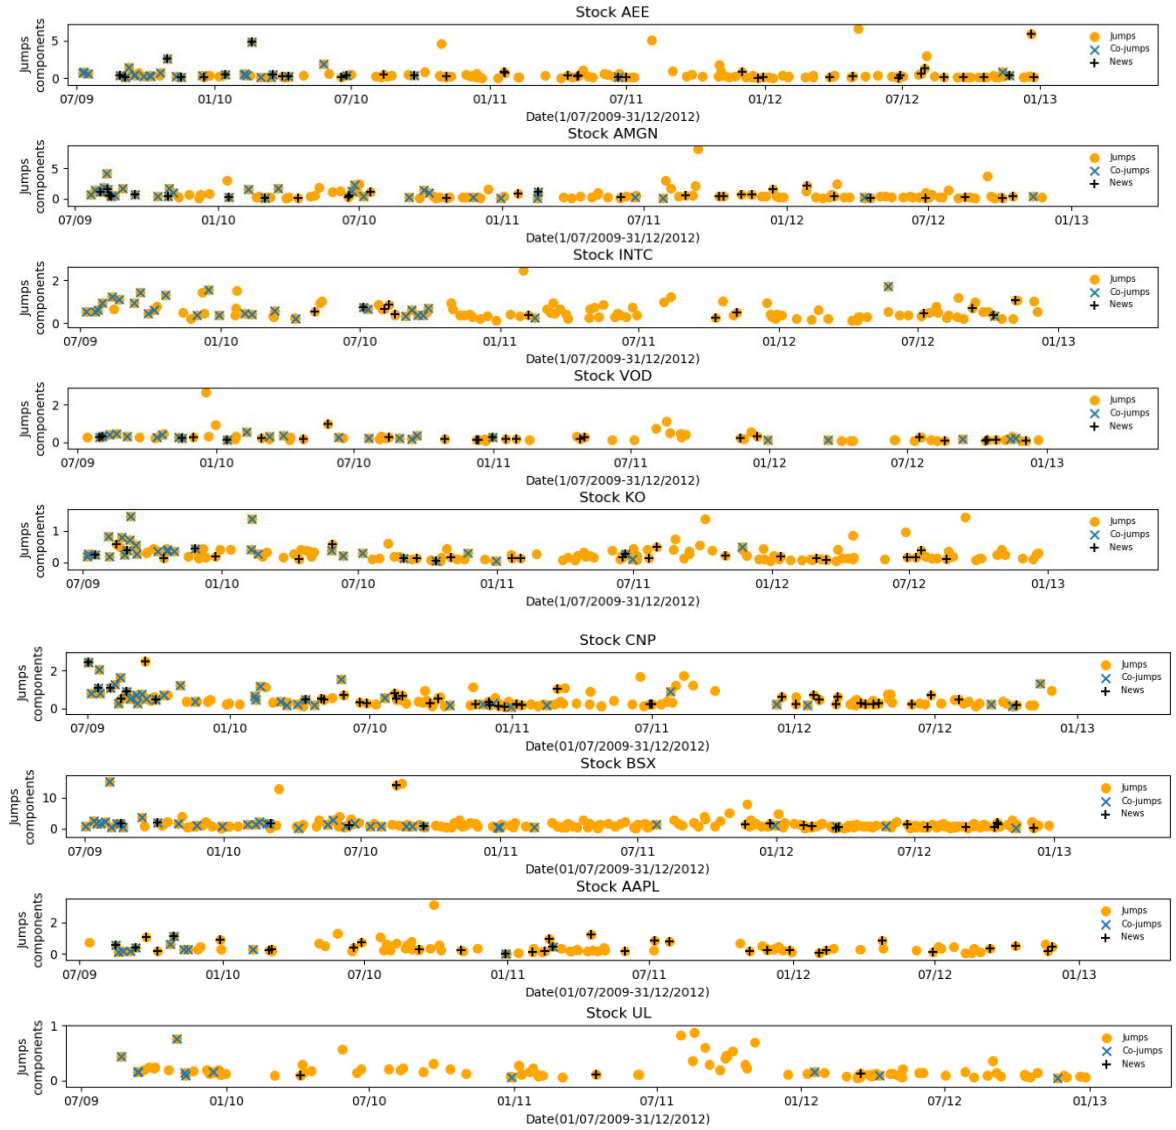 Stock AEE
Jumps
components
5
0
Jumps
Co-jumps
News
07/09 01/10 07/10 01/11 07/11 01/12 07/12 01/13
Date(1/07/2009-31/12/2012)
Stock AMGN
Jumps
components
5
0
Jumps
Co-jumps
News
07/09 01/10 07/10 01/11 07/11 01/12 07/12 01/13
Date(1/07/2009-31/12/2012)
Stock INTC
Jumps
components
2
0
Jumps
Co-jumps
News
07/09 01/10 07/10 01/11 07/11 01/12 07/12 01/13
Date(1/07/2009-31/12/2012)
Stock VOD
Jumps
components
2
0
Jumps
Co-jumps
News
07/09 01/10 07/10 01/11 07/11 01/12 07/12 01/13
Date(1/07/2009-31/12/2012)
Stock KO
Jumps
components
1
0
Jumps
Co-jumps
News
07/09 01/10 07/10 01/11 07/11 01/12 07/12 01/13
Date(1/07/2009-31/12/2012)
Stock CNP
Jumps
components
2
0
Jumps
Co-jumps
News
07/09 01/10 07/10 01/11 07/11 01/12 07/12 01/13
Date(01/07/2009-31/12/2012)
Stock BSX
Jumps
components
10
0
Jumps
Co-jumps
News
07/09 01/10 07/10 01/11 07/11 01/12 07/12 01/13
Date(01/07/2009-31/12/2012)
Stock AAPL
Jumps
components
2
0
Jumps
Co-jumps
News
07/09 01/10 07/10 01/11 07/11 01/12 07/12 01/13
Date(01/07/2009-31/12/2012)
Stock UL
Jumps
components
1
0
Jumps
Co-jumps
News
07/09 01/10 07/10 01/11 07/11 01/12 07/12 01/13
Date(01/07/2009-31/12/2012)